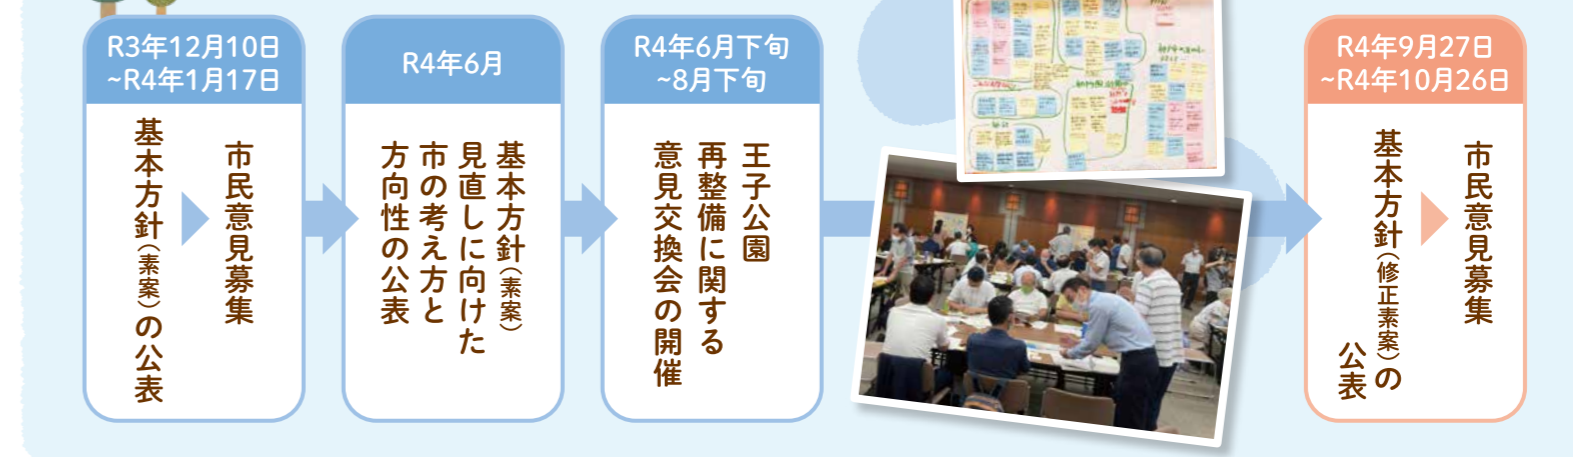 R3年12月10日
~R4年1月17日
基本方針(素案)の公表
市民意見募集
R4年6月
基本方針(素案)
見直しに向けた
市の考え方と
方向性の公表
R4年6月下旬
~8月下旬
王子公園
再整備に関する
意見交換会の開催
R4年9月27日
~R4年10月26日
基本方針(修正素案)の
公表
市民意見募集